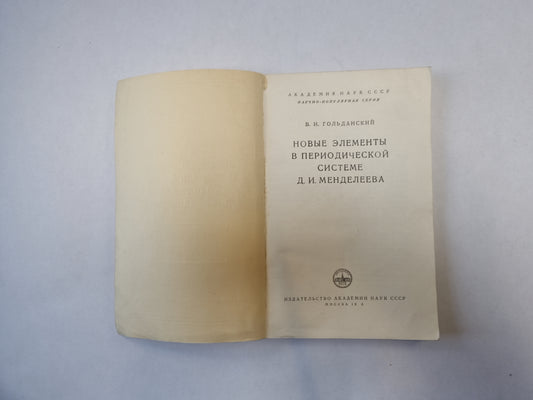 АКАДЕМИЯ НАУК СССР
НАУЧНО-ПОПУЛЯРНАЯ СЕРИЯ
В. И. ГОЛЬДАНСКИЙ
НОВЫЕ ЭЛЕМЕНТЫ
В ПЕРИОДИЧЕСКОЙ
СИСТЕМЕ
Д. И. МЕНДЕЛЕЕВА
ИЗДАТЕЛЬСТВО АКАДЕМИИ НАУК СССР
МОСКВА